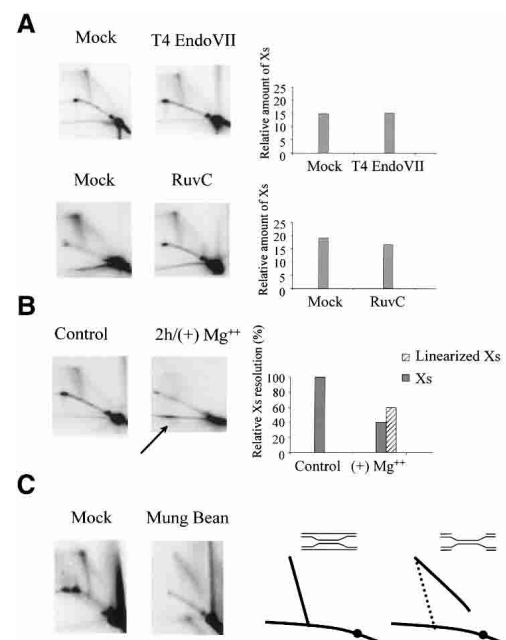 A
Mock T4 EndoVII
Relative amount of Xs
25
20
15
10
5
0
Mock T4 EndoVII
Mock RuvC
Relative amount of Xs
25
20
15
10
5
0
Mock RuvC
B
Control 2h/(+) Mg⁺⁺
Relative Xs resolution (%)
100
80
60
40
20
0
Linearized Xs
Xs
Control (+) Mg⁺⁺
C
Mock Mung Bean